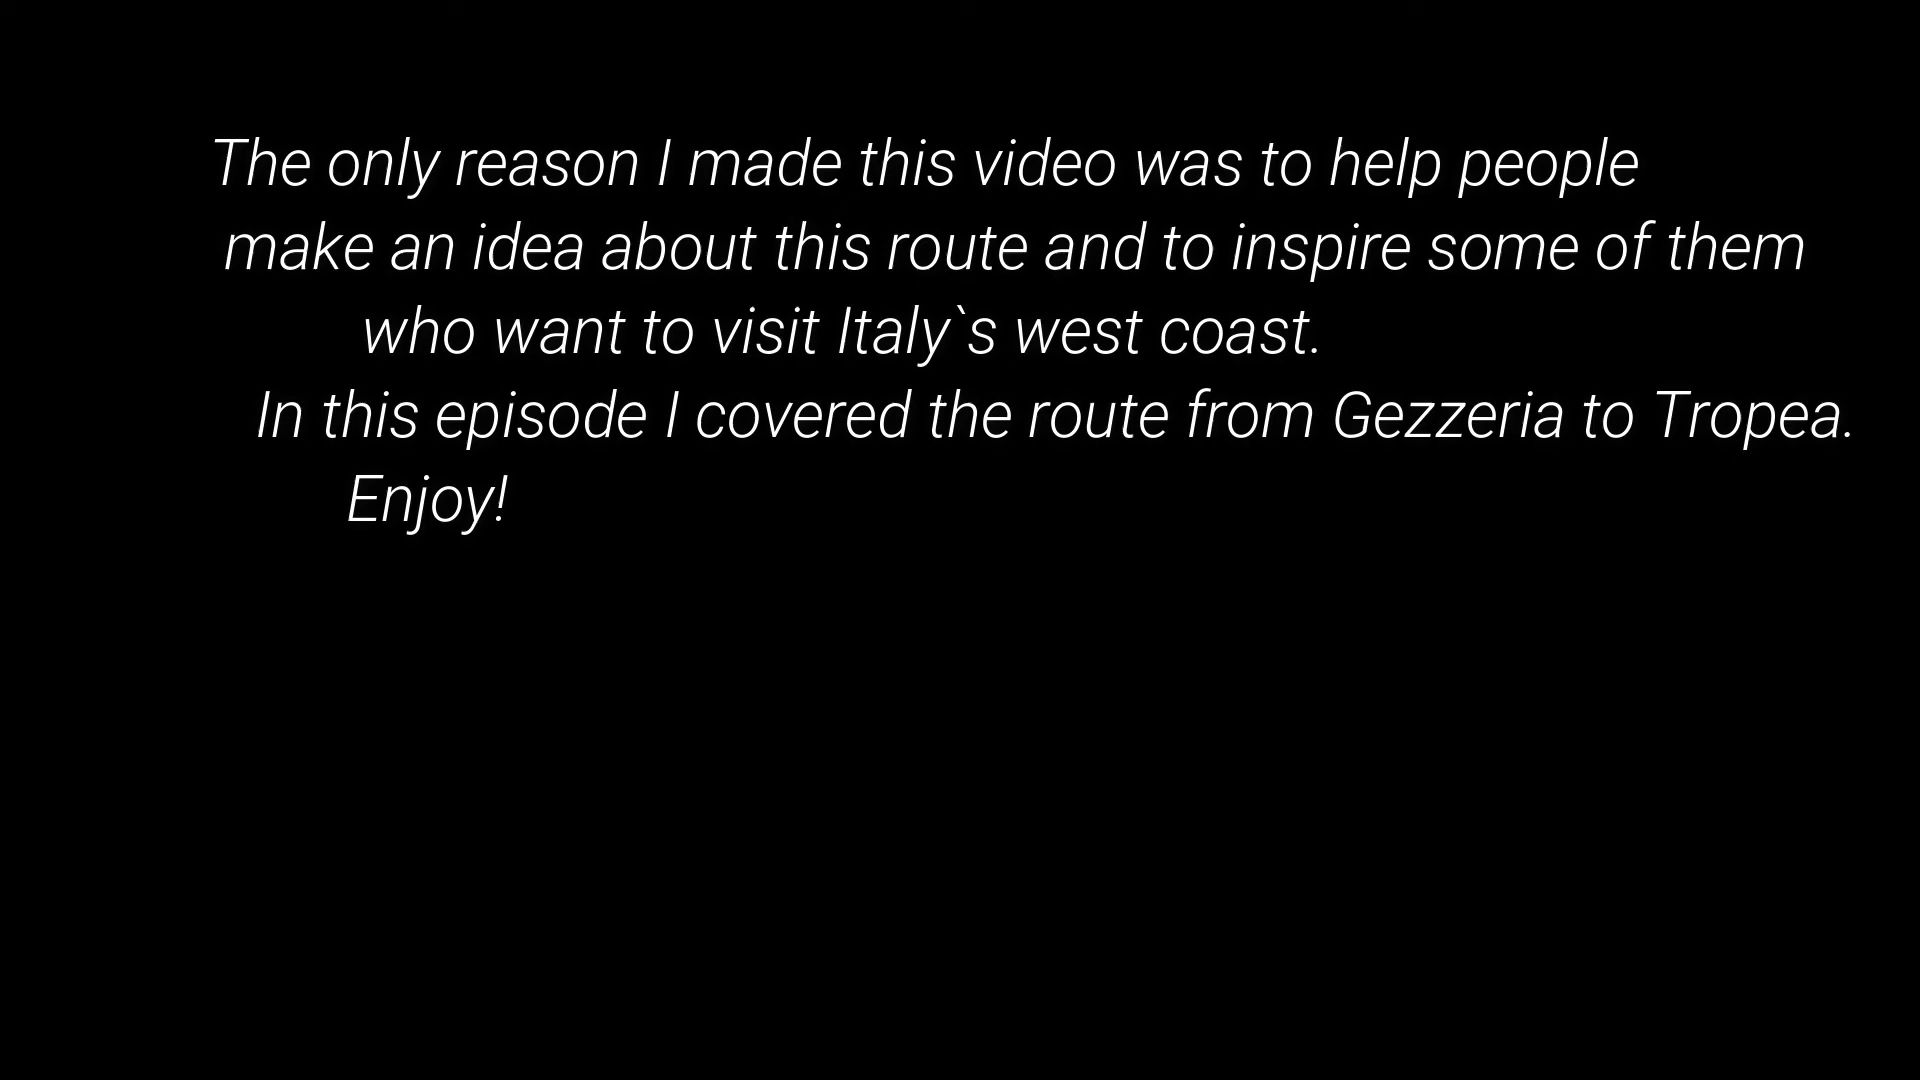 The only reason I made this video was to help people
make an idea about this route and to inspire some of them
who want to visit Italy`s west coast.
In this episode I covered the route from Gezzeria to Tropea.
Enjoy!